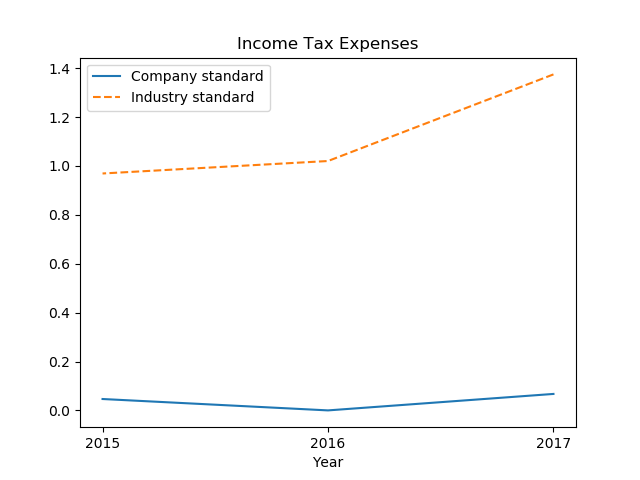 Income Tax Expenses
Company standard
Industry standard
1.4
1.2
1.0
0.8
0.6
0.4
0.2
0.0
2015 2016 2017
Year